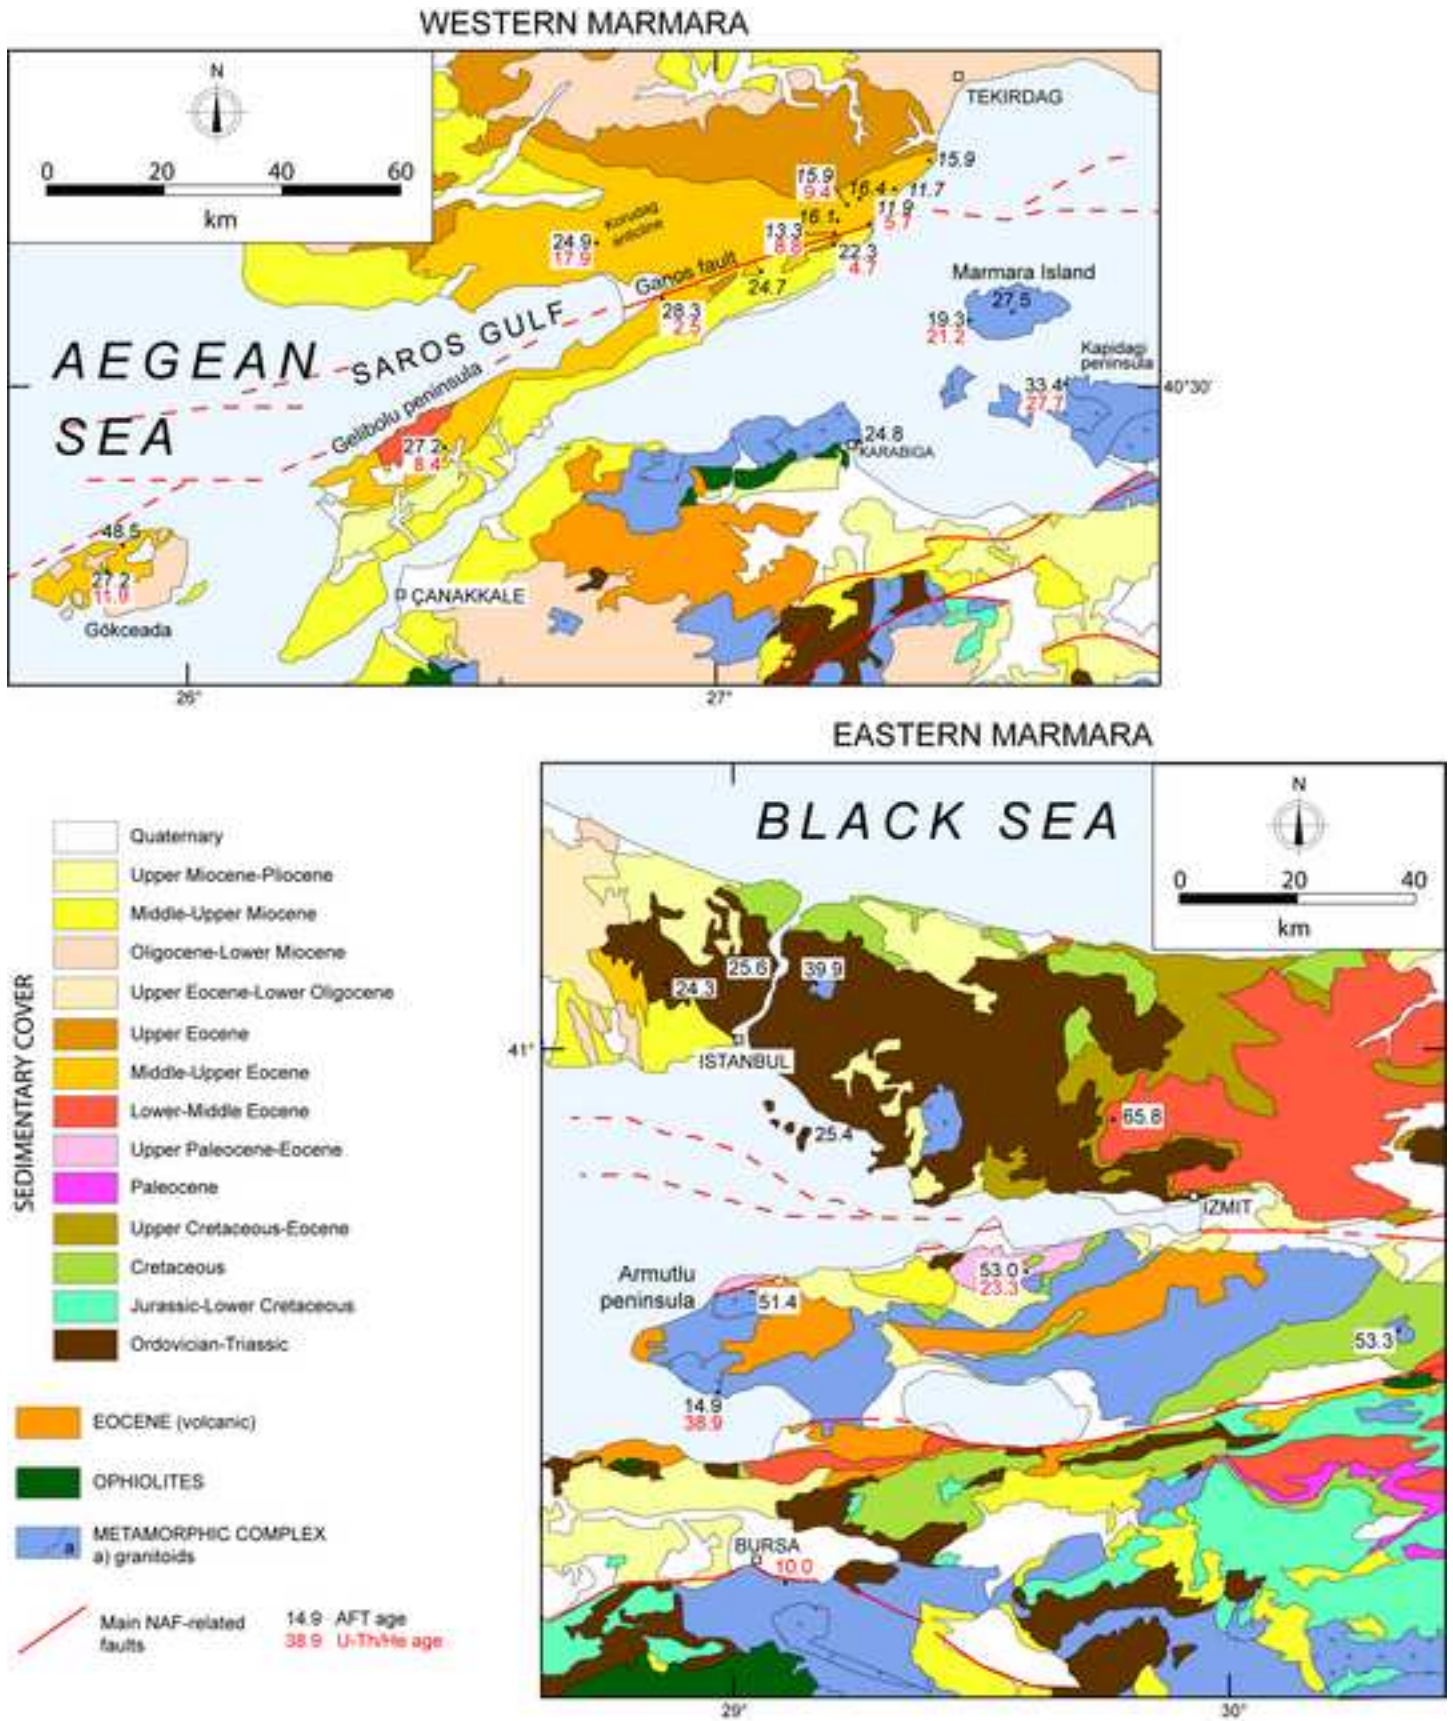 WESTERN MARMARA
N
0 20 40 60
km
TEKIRDAG
15.9
15.9
9.4
16.4
11.7
11.9
5.7
16.1
13.3
8.8
22.3
4.7
Korudag
anticline
24.9
17.9
Ganos fault
24.7
28.3
2.5
Marmara Island
27.5
19.3
21.2
Kapidagi
peninsula
33.4
27.7
40°30'
AEGEAN
SEA
SAROS GULF
Gelibolu peninsula
27.2
8.4
24.8
KARABIGA
48.5
27.2
11.9
Gökceada
ÇANAKKALE
26°
27°
EASTERN MARMARA
BLACK SEA
N
0 20 40
km
25.6
39.9
24.3
41°
ISTANBUL
25.4
65.8
IZMIT
Armutlu
peninsula
53.0
23.3
51.4
53.3
14.9
38.9
BURSA
10.0
29°
30°
SEDIMENTARY COVER
Quaternary
Upper Miocene-Pliocene
Middle-Upper Miocene
Oligocene-Lower Miocene
Upper Eocene-Lower Oligocene
Upper Eocene
Middle-Upper Eocene
Lower-Middle Eocene
Upper Paleocene-Eocene
Paleocene
Upper Cretaceous-Eocene
Cretaceous
Jurassic-Lower Cretaceous
Ordovician-Triassic
EOCENE (volcanic)
OPHIOLITES
a
METAMORPHIC COMPLEX
a) granitoids
Main NAF-related
faults
14.9 AFT age
38.9 U-Th/He age